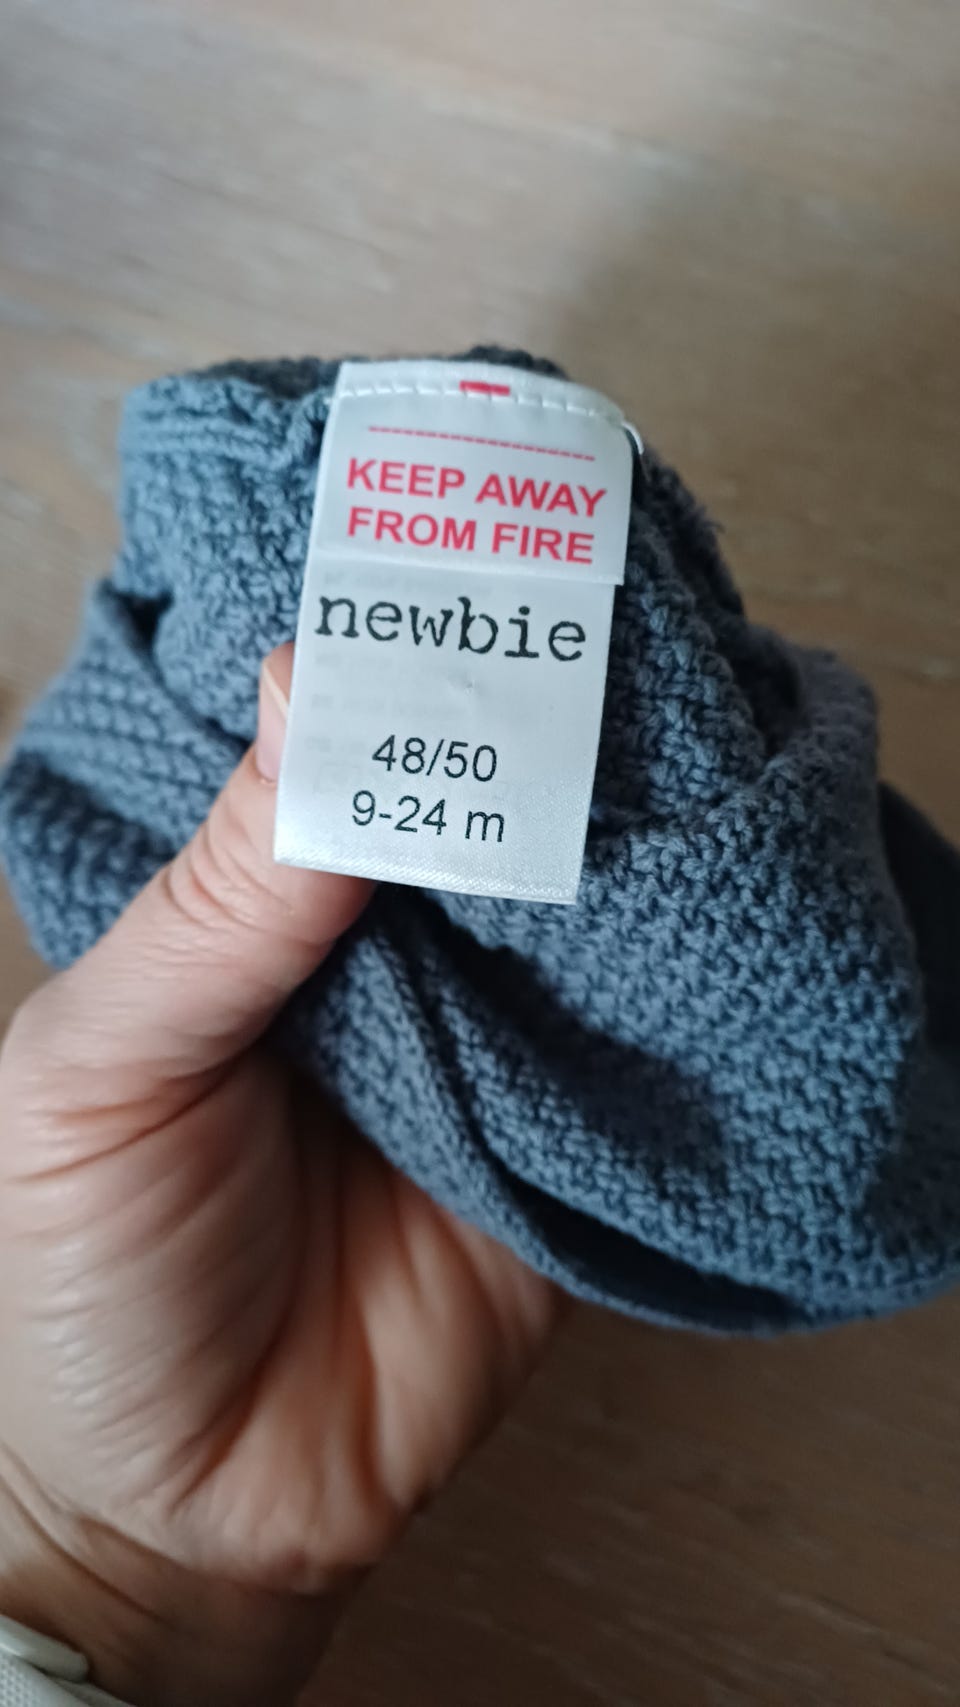 KEEP AWAY
FROM FIRE
newbie
48/50
9-24 m